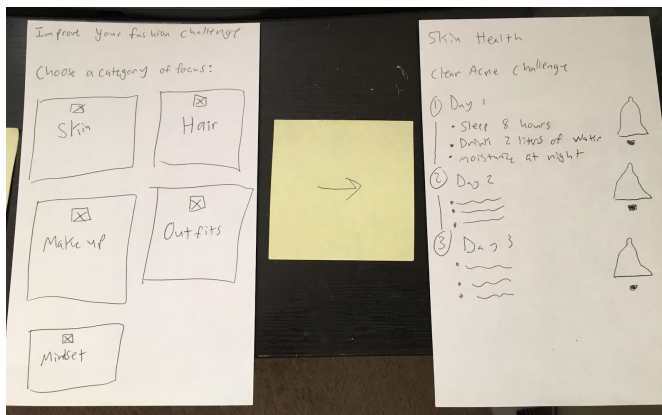 Improve your fashion challenge
Choose a category of focus:
Skin
Hair
Make up
Outfits
Mindset
Skin Health
Clear Acne Challenge
1 Day 1
• Sleep 8 hours
• Drink 2 liters of water
• moisturize at night
2 Day 2
3 Day 3